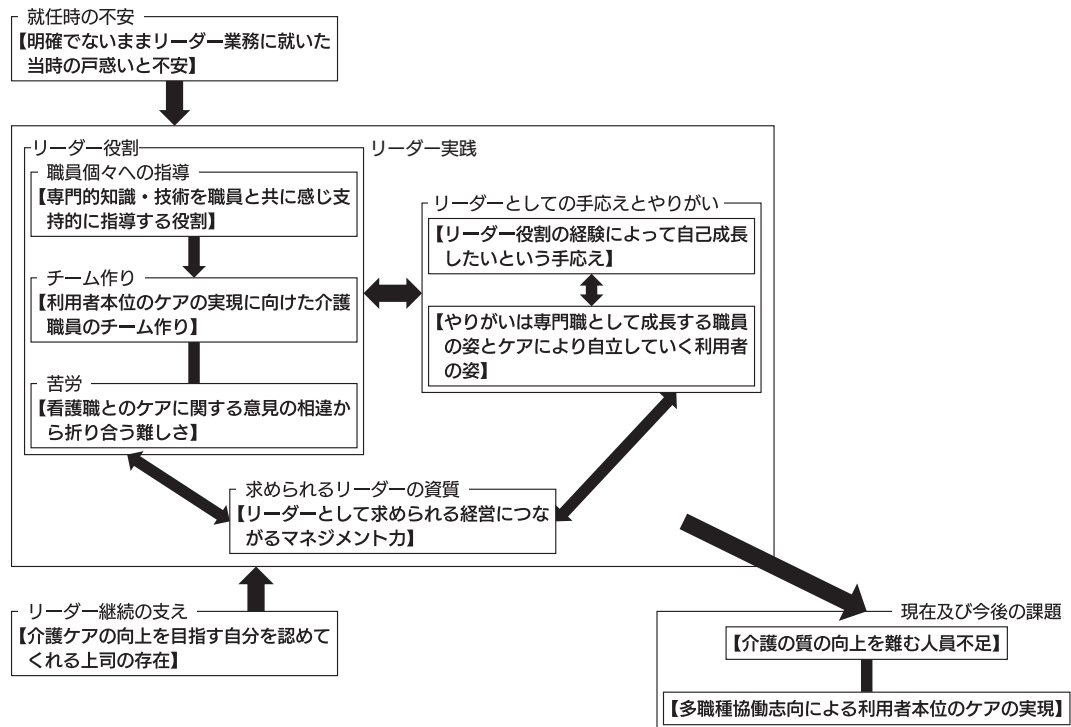 就任時の不安
【明確でないままリーダー業務に就いた
当時の戸惑いと不安】
リーダー役割
リーダー実践
職員個々への指導
【専門的知識・技術を職員と共に感じ支
持的に指導する役割】
チーム作り
【利用者本位のケアの実現に向けた介護
職員のチーム作り】
苦労
【看護職とのケアに関する意見の相違か
ら折り合う難しさ】
リーダーとしての手応えとやりがい
【リーダー役割の経験によって自己成長
したいという手応え】
【やりがいは専門職として成長する職員
の姿とケアにより自立していく利用者
の姿】
求められるリーダーの資質
【リーダーとして求められる経営につな
がるマネジメント力】
リーダー継続の支え
【介護ケアの向上を目指す自分を認めて
くれる上司の存在】
現在及び今後の課題
【介護の質の向上を難む人員不足】
【多職種協働志向による利用者本位のケアの実現】